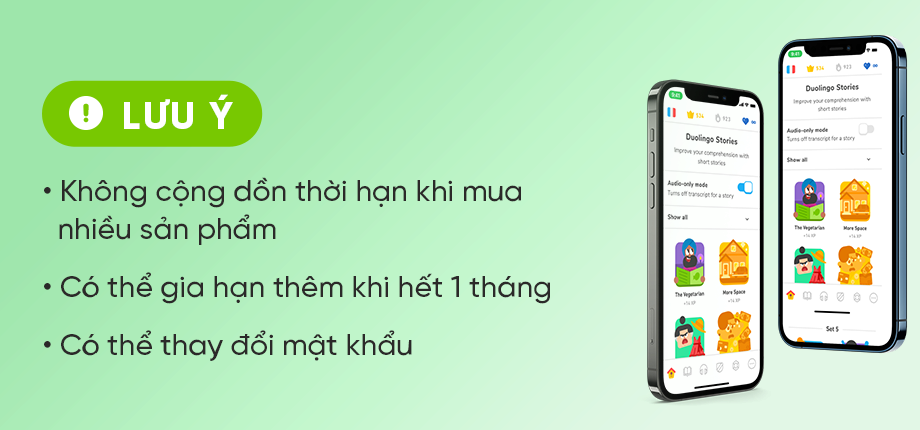 LƯU Ý
• Không cộng dồn thời hạn khi mua
nhiều sản phẩm
• Có thể gia hạn thêm khi hết 1 tháng
• Có thể thay đổi mật khẩu
9:41
534
923
Duolingo Stories
Improve your comprehension with
short stories
Audio-only mode
Turns off transcript for a story
Show all
The Vegetarian
+14 XP
More Space
+14 XP
9:41
534
923
Duolingo Stories
Improve your comprehension with
short stories
Audio-only mode
Turns off transcript for a story
Show all
The Vegetarian
+14 XP
More Space
+14 XP
Set 5